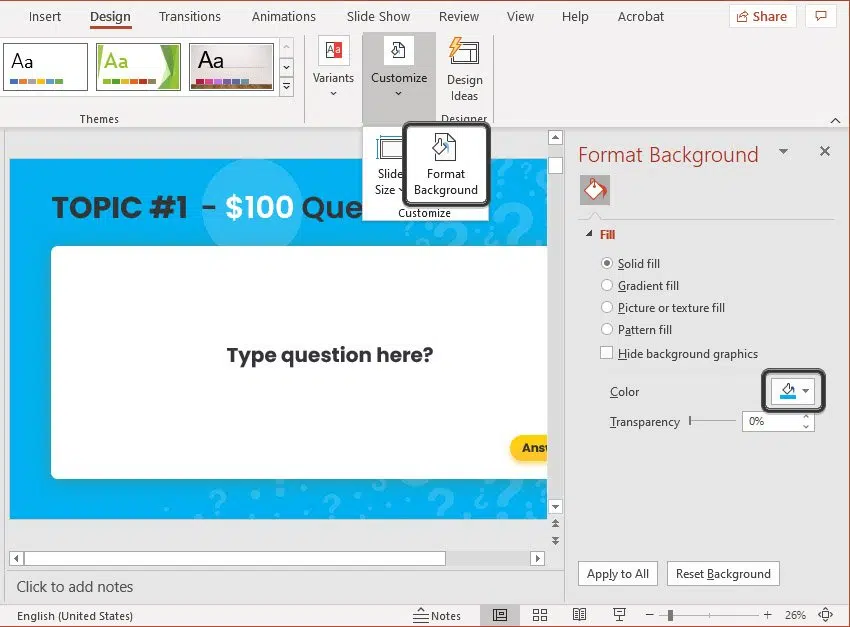 Insert Design Transitions Animations Slide Show Review View Help Acrobat Share
Aa Aa Aa Aa
Variants Customize Design
Ideas
Themes Designer
Slide
Size
Format
Background
Customize
TOPIC #1 - $100 Que
Type question here?
Ans
Click to add notes
Format Background
Fill
Solid fill
Gradient fill
Picture or texture fill
Pattern fill
Hide background graphics
Color
Transparency 0%
Apply to All Reset Background
English (United States) Notes 26%